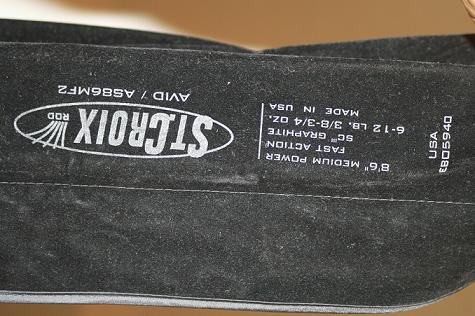 USA
EB05940
8'6" MEDIUM POWER
FAST ACTION
GRAPHITE
6-12 LB. 3/8-3/4 OZ.
MADE IN USA
ST.CROIX
ROD
AVID / AS86MF2